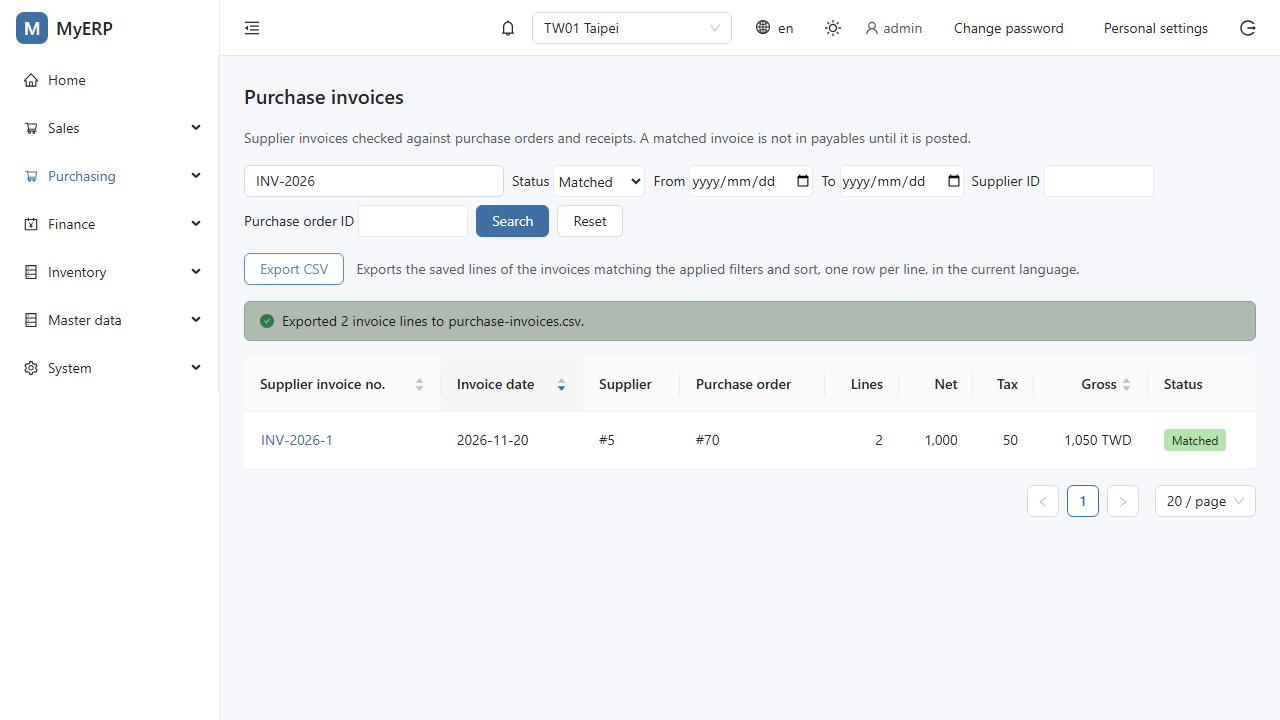 M MyERP
TW01 Taipei
en
admin
Change password
Personal settings
Home
Sales
Purchasing
Finance
Inventory
Master data
System
Purchase invoices
Supplier invoices checked against purchase orders and receipts. A matched invoice is not in payables until it is posted.
INV-2026 Status Matched From yyyy/mm/dd To yyyy/mm/dd Supplier ID
Purchase order ID Search Reset
Export CSV Exports the saved lines of the invoices matching the applied filters and sort, one row per line, in the current language.
Exported 2 invoice lines to purchase-invoices.csv.
Supplier invoice no. Invoice date Supplier Purchase order Lines Net Tax Gross Status
INV-2026-1 2026-11-20 #5 #70 2 1,000 50 1,050 TWD Matched
1 20 / page